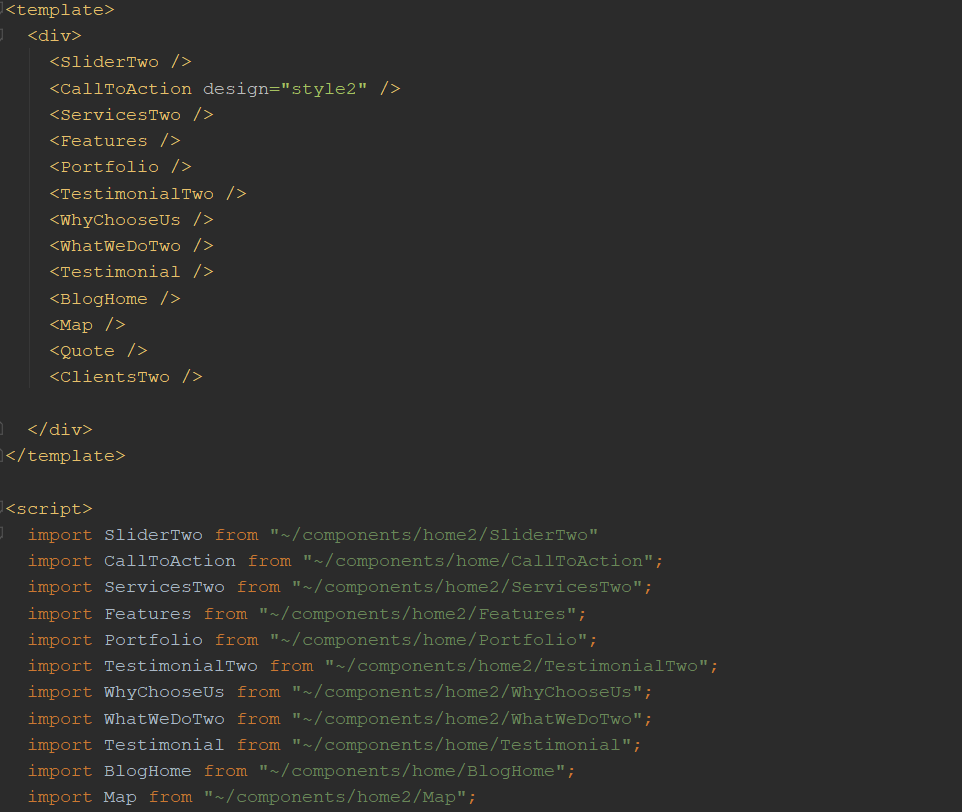 <template>
<div>
<SliderTwo />
<CallToAction design="style2" />
<ServicesTwo />
<Features />
<Portfolio />
<TestimonialTwo />
<WhyChooseUs />
<WhatWeDoTwo />
<Testimonial />
<BlogHome />
<Map />
<Quote />
<ClientsTwo />
</div>
</template>
<script>
import SliderTwo from "~/components/home2/SliderTwo"
import CallToAction from "~/components/home/CallToAction";
import ServicesTwo from "~/components/home2/ServicesTwo";
import Features from "~/components/home2/Features";
import Portfolio from "~/components/home/Portfolio";
import TestimonialTwo from "~/components/home2/TestimonialTwo";
import WhyChooseUs from "~/components/home2/WhyChooseUs";
import WhatWeDoTwo from "~/components/home2/WhatWeDoTwo";
import Testimonial from "~/components/home/Testimonial";
import BlogHome from "~/components/home/BlogHome";
import Map from "~/components/home2/Map";